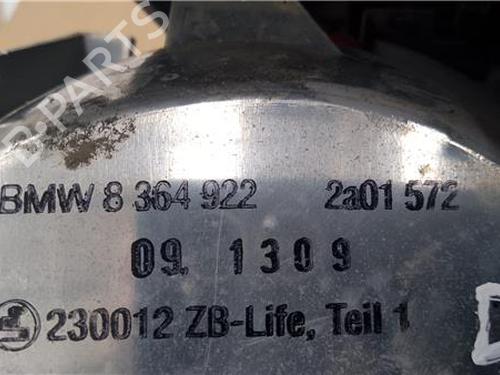 B-PARTS
BMW 8 364 922 2a01 572
09. 1309
230012 ZB-Life, Teil 1